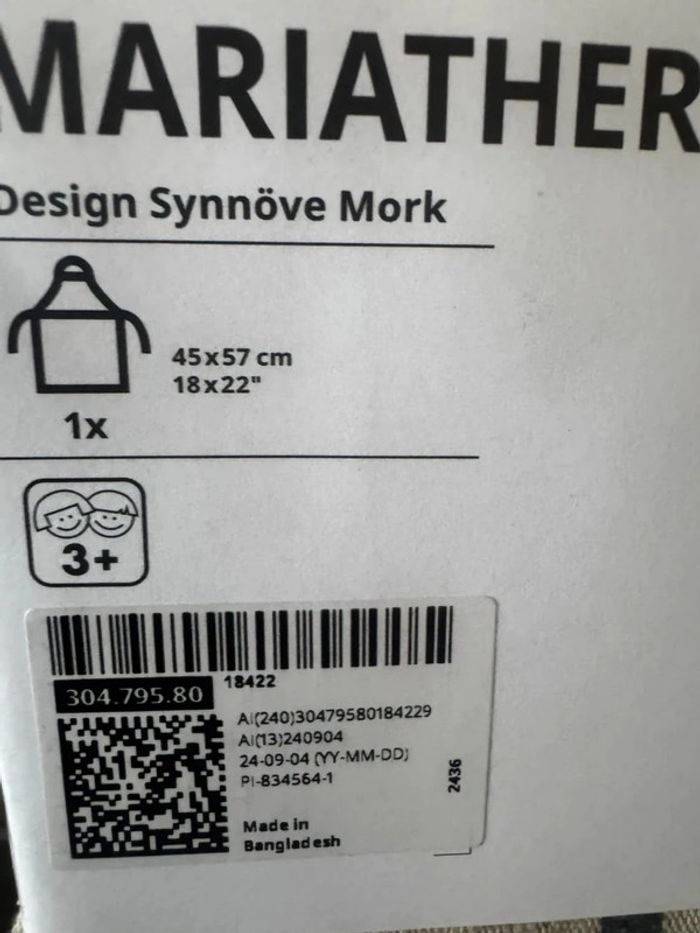 MARIATHER
Design Synnöve Mork
45x57 cm
18x22"
1x
3+
18422
304.795.80
AI(240)30479580184229
AI(13)240904
24-09-04 (YY-MM-DD)
PI-834564-1
2436
Made in
Bangladesh